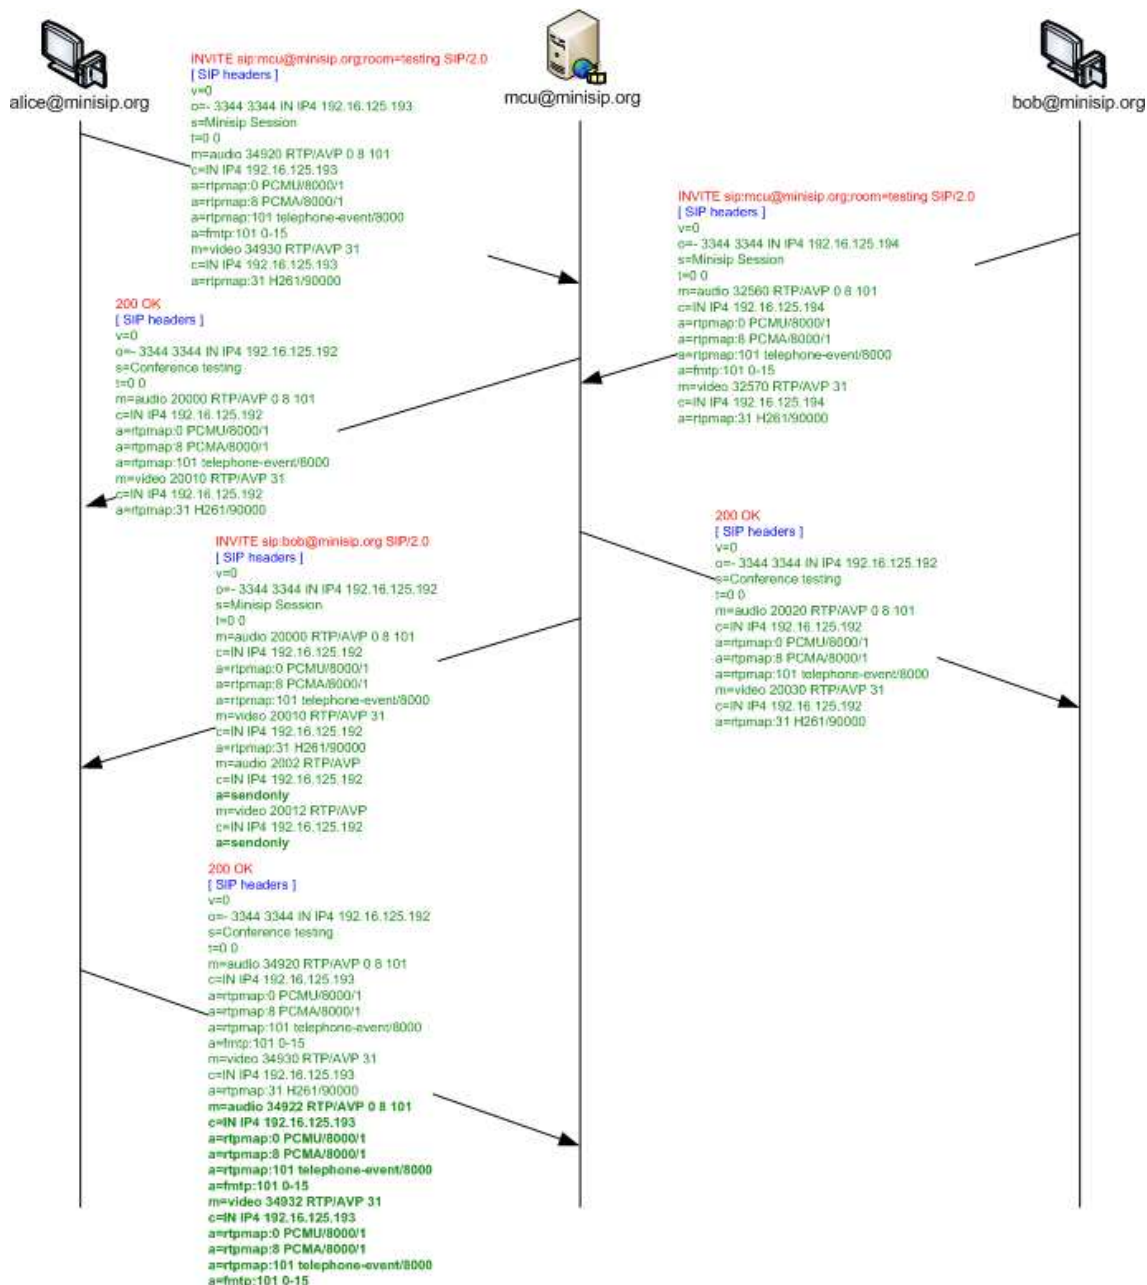 alice@minisip.org
mcu@minisip.org
bob@minisip.org
INVITE sip:mcu@minisip.org;room=testing SIP/2.0
[ SIP headers ]
v=0
o=- 3344 3344 IN IP4 192.16.125.193
s=Minisip Session
t=0 0
m=audio 34920 RTP/AVP 0 8 101
c=IN IP4 192.16.125.193
a=rtpmap:0 PCMU/8000/1
a=rtpmap:8 PCMA/8000/1
a=rtpmap:101 telephone-event/8000
a=fmtp:101 0-15
m=video 34930 RTP/AVP 31
c=IN IP4 192.16.125.193
a=rtpmap:31 H261/90000
INVITE sip:mcu@minisip.org;room=testing SIP/2.0
[ SIP headers ]
v=0
o=- 3344 3344 IN IP4 192.16.125.194
s=Minisip Session
t=0 0
m=audio 32560 RTP/AVP 0 8 101
c=IN IP4 192.16.125.194
a=rtpmap:0 PCMU/8000/1
a=rtpmap:8 PCMA/8000/1
a=rtpmap:101 telephone-event/8000
a=fmtp:101 0-15
m=video 32570 RTP/AVP 31
c=IN IP4 192.16.125.194
a=rtpmap:31 H261/90000
200 OK
[ SIP headers ]
v=0
o=- 3344 3344 IN IP4 192.16.125.192
s=Conference testing
t=0 0
m=audio 20000 RTP/AVP 0 8 101
c=IN IP4 192.16.125.192
a=rtpmap:0 PCMU/8000/1
a=rtpmap:8 PCMA/8000/1
a=rtpmap:101 telephone-event/8000
m=video 20010 RTP/AVP 31
c=IN IP4 192.16.125.192
a=rtpmap:31 H261/90000
200 OK
[ SIP headers ]
v=0
o=- 3344 3344 IN IP4 192.16.125.192
s=Conference testing
t=0 0
m=audio 20020 RTP/AVP 0 8 101
c=IN IP4 192.16.125.192
a=rtpmap:0 PCMU/8000/1
a=rtpmap:8 PCMA/8000/1
a=rtpmap:101 telephone-event/8000
m=video 20030 RTP/AVP 31
c=IN IP4 192.16.125.192
a=rtpmap:31 H261/90000
INVITE sip:bob@minisip.org SIP/2.0
[ SIP headers ]
v=0
o=- 3344 3344 IN IP4 192.16.125.192
s=Minisip Session
t=0 0
m=audio 20000 RTP/AVP 0 8 101
c=IN IP4 192.16.125.192
a=rtpmap:0 PCMU/8000/1
a=rtpmap:8 PCMA/8000/1
a=rtpmap:101 telephone-event/8000
m=video 20010 RTP/AVP 31
c=IN IP4 192.16.125.192
a=rtpmap:31 H261/90000
m=audio 2002 RTP/AVP
c=IN IP4 192.16.125.192
a=sendonly
m=video 20012 RTP/AVP
c=IN IP4 192.16.125.192
a=sendonly
200 OK
[ SIP headers ]
v=0
o=- 3344 3344 IN IP4 192.16.125.192
s=Conference testing
t=0 0
m=audio 34920 RTP/AVP 0 8 101
c=IN IP4 192.16.125.193
a=rtpmap:0 PCMU/8000/1
a=rtpmap:8 PCMA/8000/1
a=rtpmap:101 telephone-event/8000
a=fmtp:101 0-15
m=video 34930 RTP/AVP 31
c=IN IP4 192.16.125.193
a=rtpmap:31 H261/90000
m=audio 34922 RTP/AVP 0 8 101
c=IN IP4 192.16.125.193
a=rtpmap:0 PCMU/8000/1
a=rtpmap:8 PCMA/8000/1
a=rtpmap:101 telephone-event/8000
a=fmtp:101 0-15
m=video 34932 RTP/AVP 31
c=IN IP4 192.16.125.193
a=rtpmap:0 PCMU/8000/1
a=rtpmap:8 PCMA/8000/1
a=rtpmap:101 telephone-event/8000
a=fmtp:101 0-15